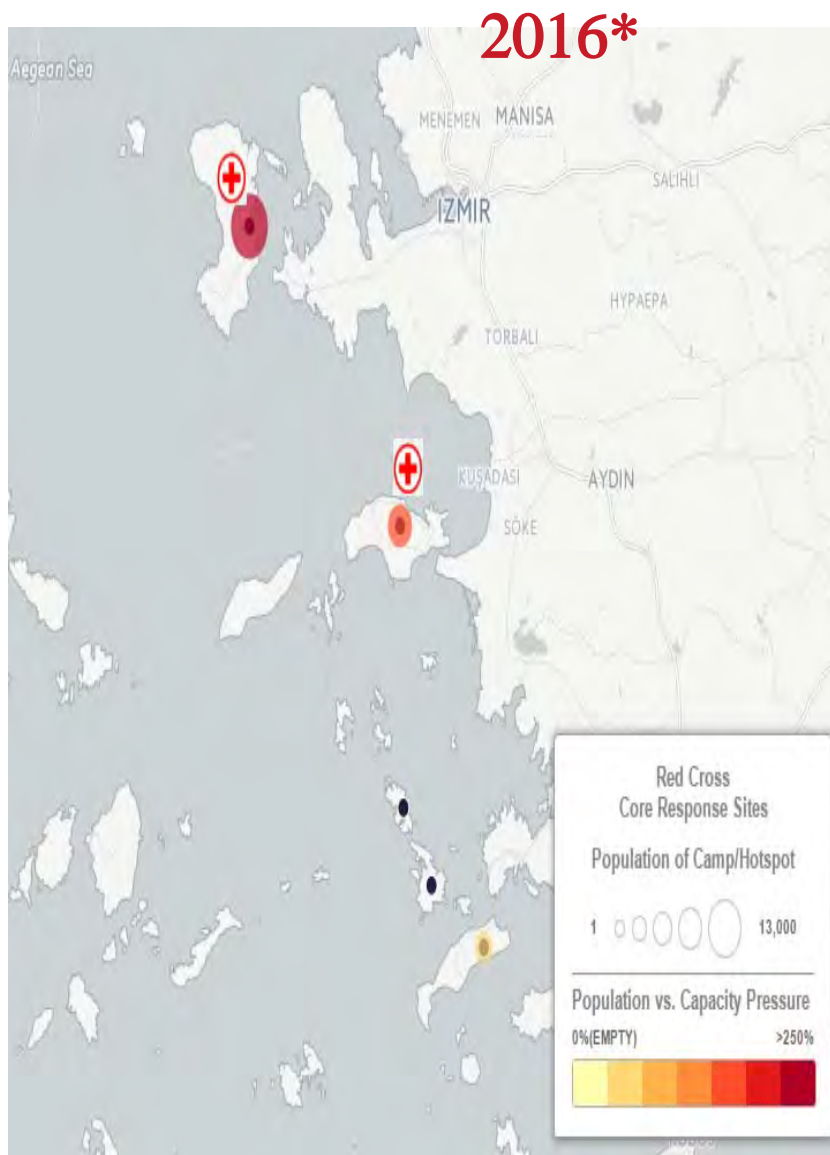 2016*
Aegean Sea
MENEMEN
MANISA
SALIHLI
IZMIR
HYPAEPA
TORBALI
KUŞADASI
AYDIN
SÖKE
Red Cross
Core Response Sites
Population of Camp/Hotspot
1
13,000
Population vs. Capacity Pressure
0%(EMPTY)
>250%